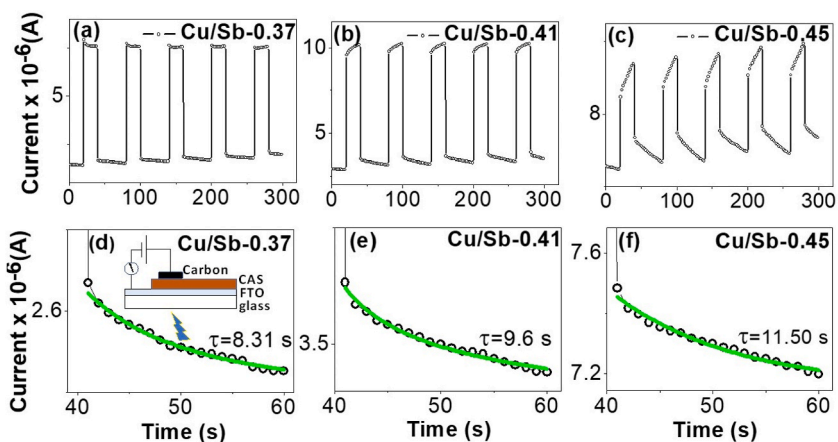 Current x 10-6(A)
(a)
Cu/Sb-0.37
5
0 100 200 300
(b)
Cu/Sb-0.41
10
5
0 100 200 300
(c)
Cu/Sb-0.45
8
0 100 200 300
Current x 10-6(A)
(d)
Cu/Sb-0.37
Carbon
CAS
FTO
glass
2.6
τ=8.31 s
40 50 60
Time (s)
(e)
Cu/Sb-0.41
3.5
τ=9.6 s
40 50 60
Time (s)
(f)
Cu/Sb-0.45
7.6
7.2
τ=11.50 s
40 50 60
Time (s)